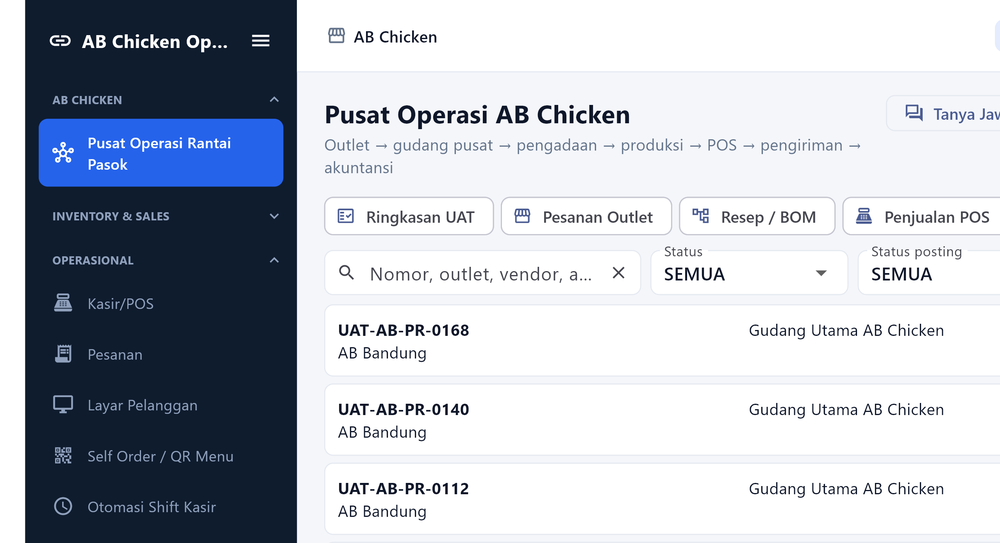 AB Chicken Op...
AB CHICKEN
Pusat Operasi Rantai
Pasok
INVENTORY & SALES
OPERASIONAL
Kasir/POS
Pesanan
Layar Pelanggan
Self Order / QR Menu
Otomasi Shift Kasir
AB Chicken
Pusat Operasi AB Chicken
Tanya
Outlet → gudang pusat → pengadaan → produksi → POS → pengiriman →
akuntansi
Ringkasan UAT
Pesanan Outlet
Resep / BOM
Penjualan POS
Nomor, outlet, vendor, a...
Status
SEMUA
Status posting
SEMUA
UAT-AB-PR-0168
Gudang Utama AB Chicken
AB Bandung
UAT-AB-PR-0140
Gudang Utama AB Chicken
AB Bandung
UAT-AB-PR-0112
Gudang Utama AB Chicken
AB Bandung